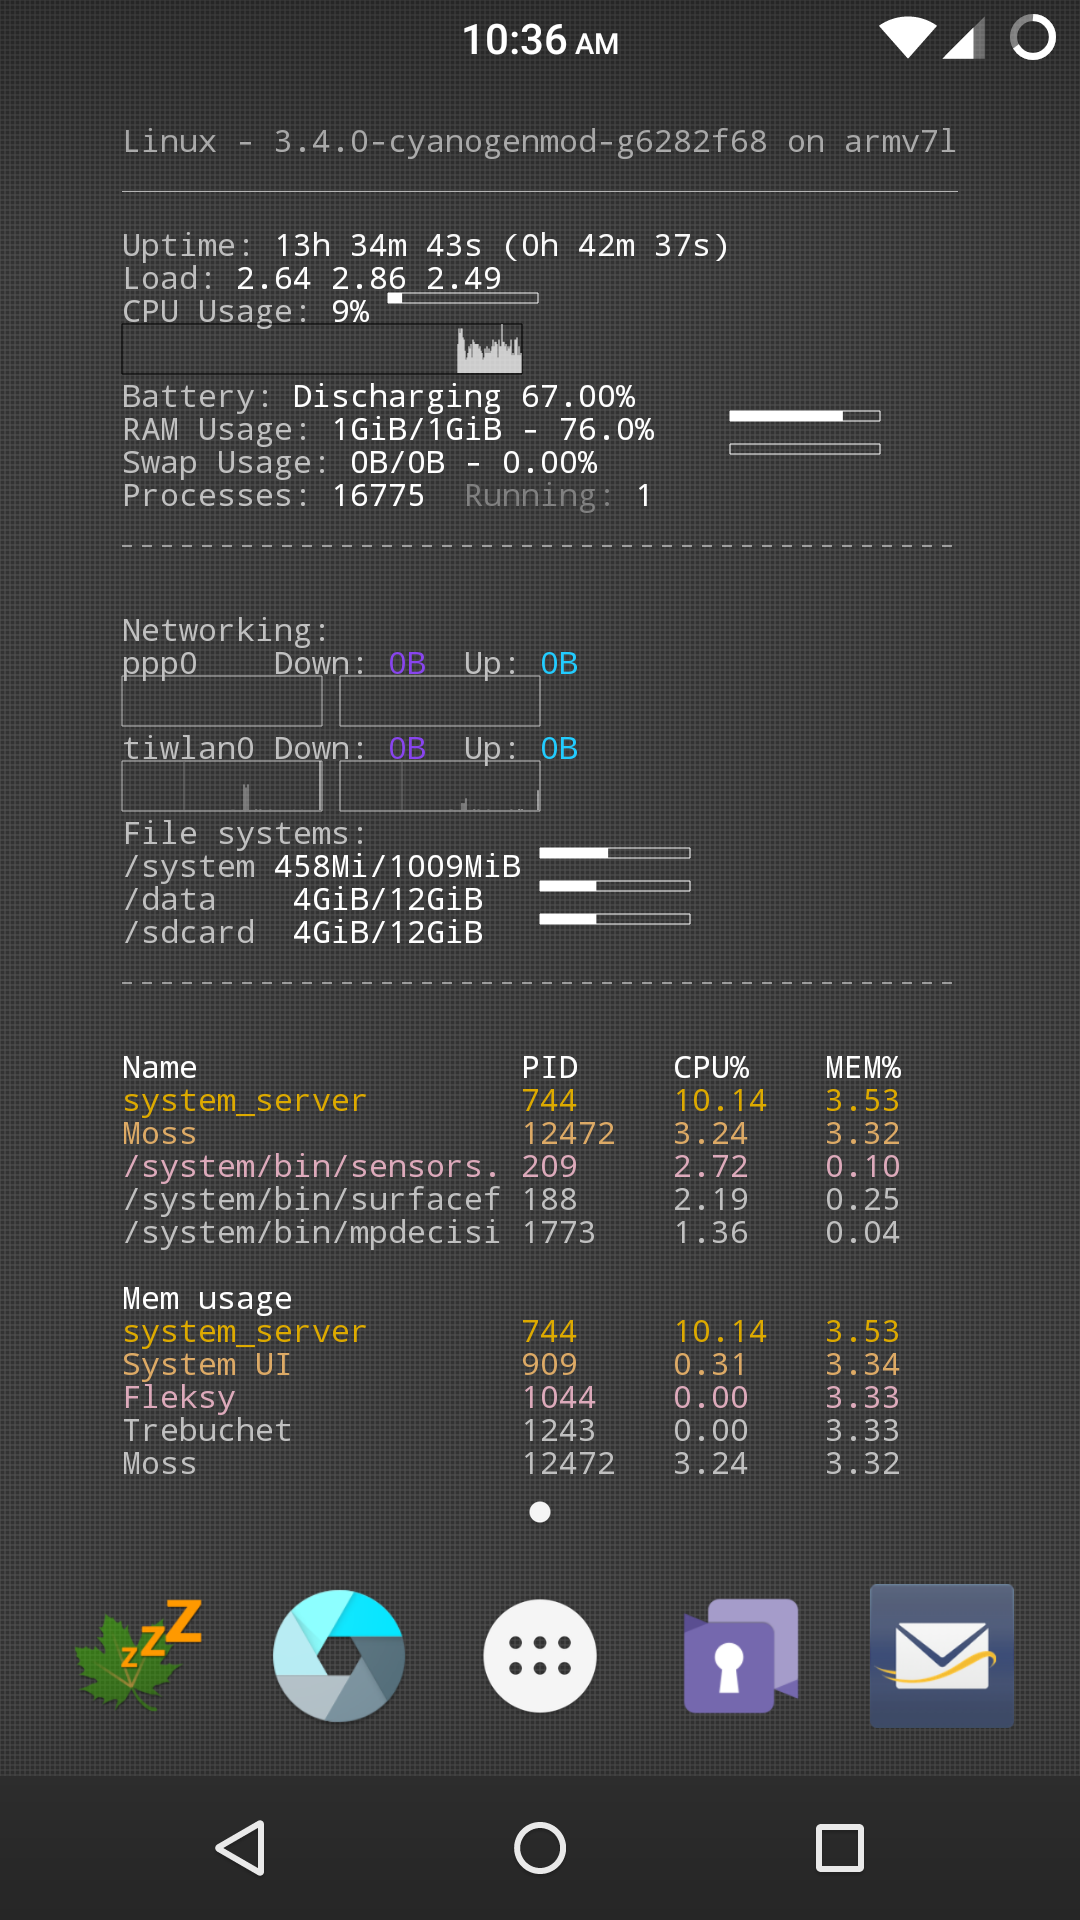 10:36 AM
Linux - 3.4.0-cyanogenmod-g6282f68 on armv7l
Uptime: 13h 34m 43s (0h 42m 37s)
Load: 2.64 2.86 2.49
CPU Usage: 9%
Battery: Discharging 67.00%
RAM Usage: 1GiB/1GiB - 76.0%
Swap Usage: 0B/0B - 0.00%
Processes: 16775 Running: 1
Networking:
ppp0 Down: 0B Up: 0B
tiwlan0 Down: 0B Up: 0B
File systems:
/system 458Mi/1009MiB
/data 4GiB/12GiB
/sdcard 4GiB/12GiB
Name PID CPU% MEM%
system_server 744 10.14 3.53
Moss 12472 3.24 3.32
/system/bin/sensors. 209 2.72 0.10
/system/bin/surfacef 188 2.19 0.25
/system/bin/mpdecisi 1773 1.36 0.04
Mem usage
system_server 744 10.14 3.53
System UI 909 0.31 3.34
Fleksy 1044 0.00 3.33
Trebuchet 1243 0.00 3.33
Moss 12472 3.24 3.32
zzZ